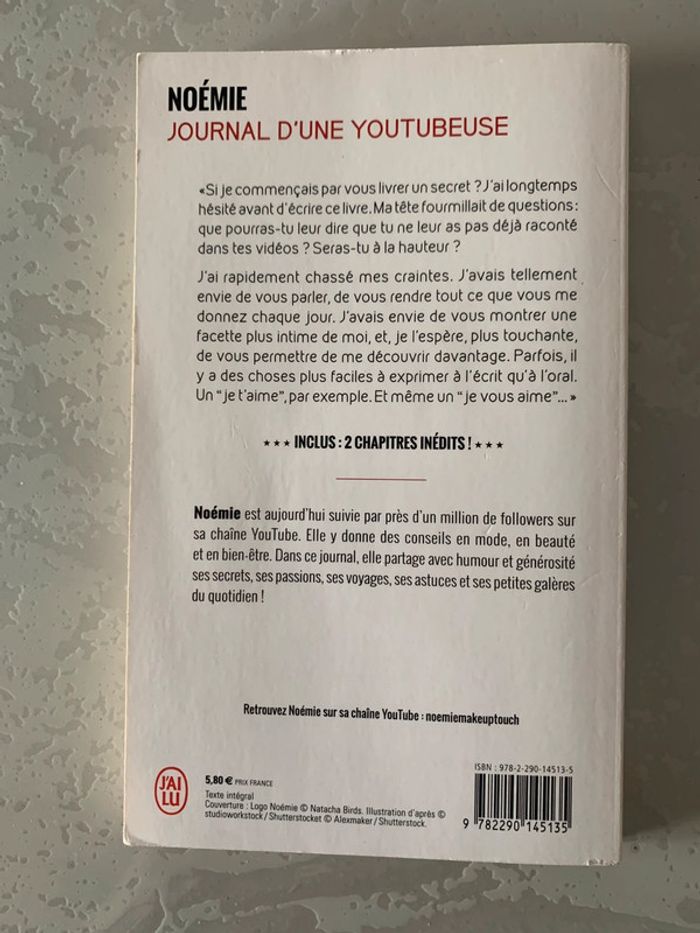 NOÉMIE
JOURNAL D'UNE YOUTUBEUSE
«Si je commençais par vous livrer un secret ? J'ai longtemps
hésité avant d'écrire ce livre. Ma tête fourmillait de questions :
que pourras-tu leur dire que tu ne leur as pas déjà raconté
dans tes vidéos ? Seras-tu à la hauteur ?
J'ai rapidement chassé mes craintes. J'avais tellement
envie de vous parler, de vous rendre tout ce que vous me
donnez chaque jour. J'avais envie de vous montrer une
facette plus intime de moi, et, je l'espère, plus touchante,
de vous permettre de me découvrir davantage. Parfois, il
y a des choses plus faciles à exprimer à l'écrit qu'à l'oral.
Un "je t'aime", par exemple. Et même un "je vous aime"... »
★★★ INCLUS : 2 CHAPITRES INÉDITS ! ★★★
Noémie est aujourd'hui suivie par près d'un million de followers sur
sa chaîne YouTube. Elle y donne des conseils en mode, en beauté
et en bien-être. Dans ce journal, elle partage avec humour et générosité
ses secrets, ses passions, ses voyages, ses astuces et ses petites galères
du quotidien !
Retrouvez Noémie sur sa chaîne YouTube : noemiemakeuptouch
J'AI
LU
5,80 € PRIX FRANCE
Texte intégral
Couverture : Logo Noémie © Natacha Birds. Illustration d'après ©
studioworkstock / Shutterstocket © Alexmaker / Shutterstock.
ISBN : 978-2-290-14513-5
9 782290 145135